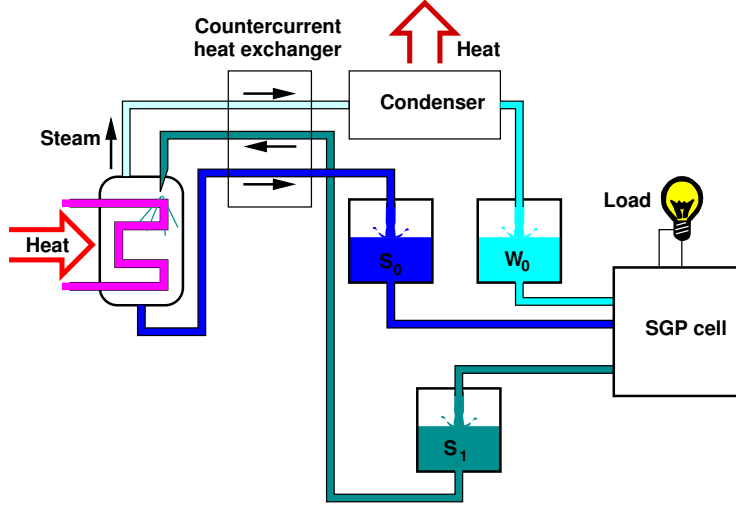 Countercurrent
heat exchanger
Heat
Condenser
Steam
Load
Heat
S0
W0
SGP cell
S1